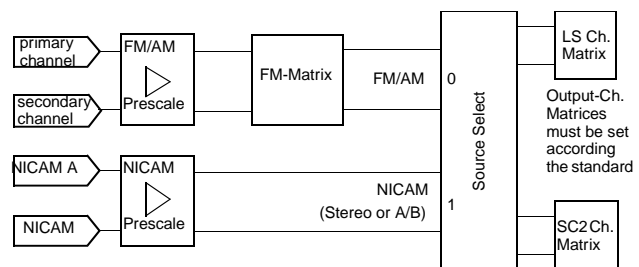 primary
channel
FM/AM
Prescale
secondary
channel
FM-Matrix
FM/AM
0
Source Select
LS Ch.
Matrix
Output-Ch.
Matrices
must be set
according
the standard
NICAM A
NICAM
Prescale
NICAM
NICAM
(Stereo or A/B)
1
SC2 Ch.
Matrix